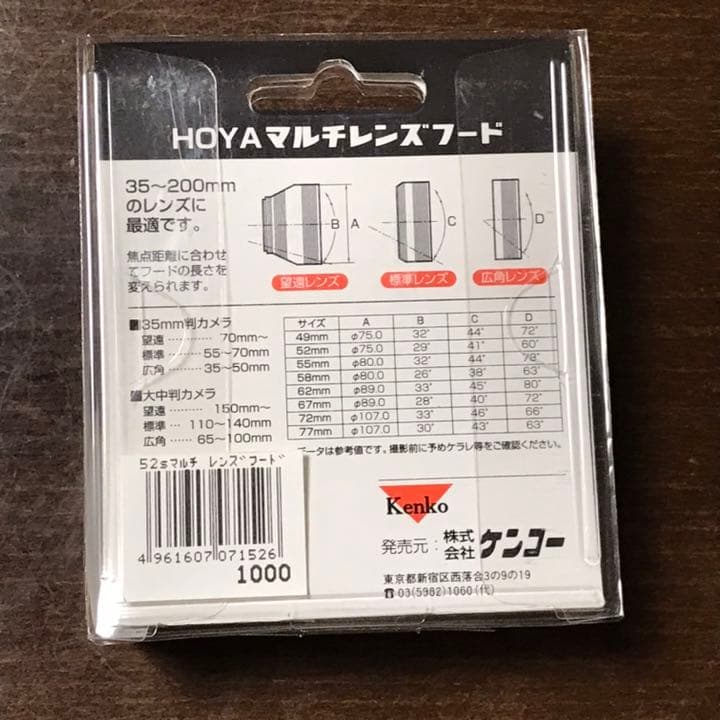 HOYAマルチレンズフード
35〜200mm
のレンズに
最適です。
焦点距離に合わせ
てフードの長さを
変えられます。
B A
C
D
望遠レンズ
標準レンズ
広角レンズ
■35mm判カメラ
望遠 ………… 70mm〜
標準 …… 55〜70mm
広角 …… 35〜50mm
■大中判カメラ
望遠 ……… 150mm〜
標準 … 110〜140mm
広角 …… 65〜100mm
サイズ A B C D
49mm φ75.0 32° 44° 72°
52mm φ75.0 29° 41° 60°
55mm φ80.0 32° 44° 78°
58mm φ80.0 26° 38° 63°
62mm φ89.0 33° 45° 80°
67mm φ89.0 28° 40° 72°
72mm φ107.0 33° 46° 66°
77mm φ107.0 30° 43° 63°
データは参考値です。撮影前に予めケラレ等をご確認ください。
52sマルチ レンズフード
4961607071526
1000
Kenko
発売元：株式会社ケンコー
東京都新宿区西落合3の9の19
☎03(5982)1060(代)